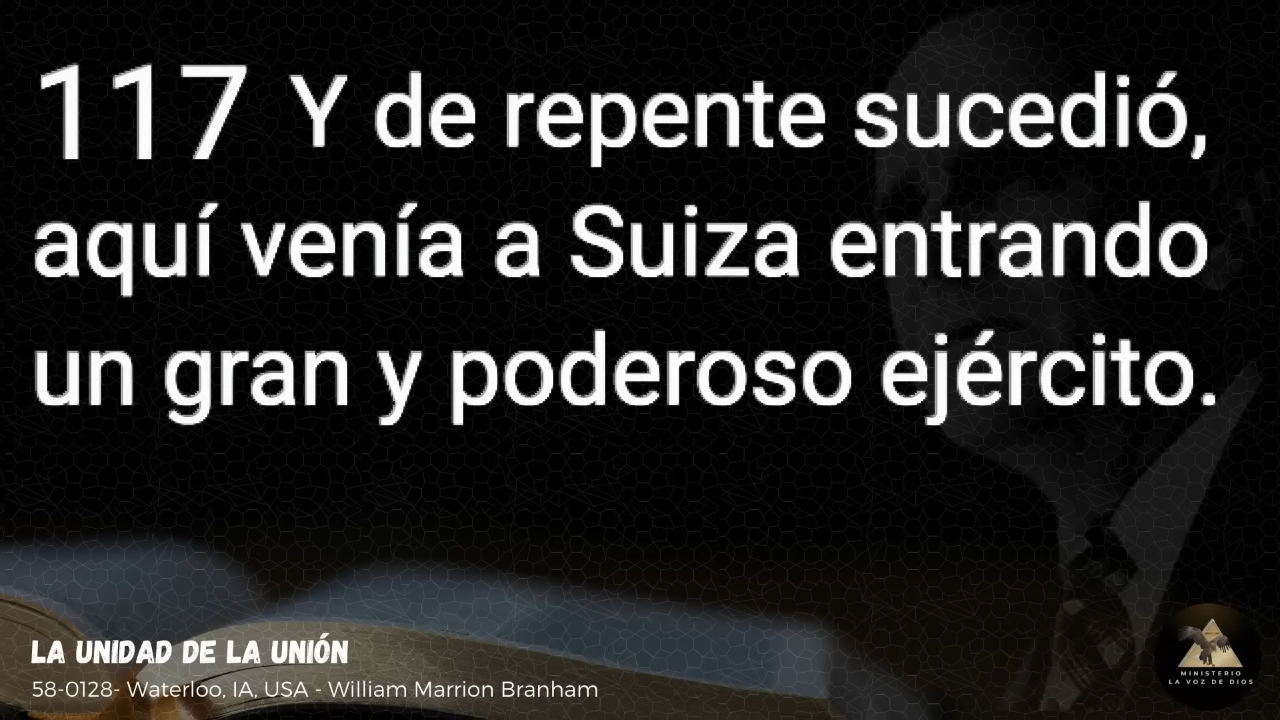 117 Y de repente sucedió,
aquí venía a Suiza entrando
un gran y poderoso ejército.
LA UNIDAD DE LA UNIÓN
58-0128- Waterloo, IA, USA - William Marrion Branham
MINISTERIO
LA VOZ DE DIOS